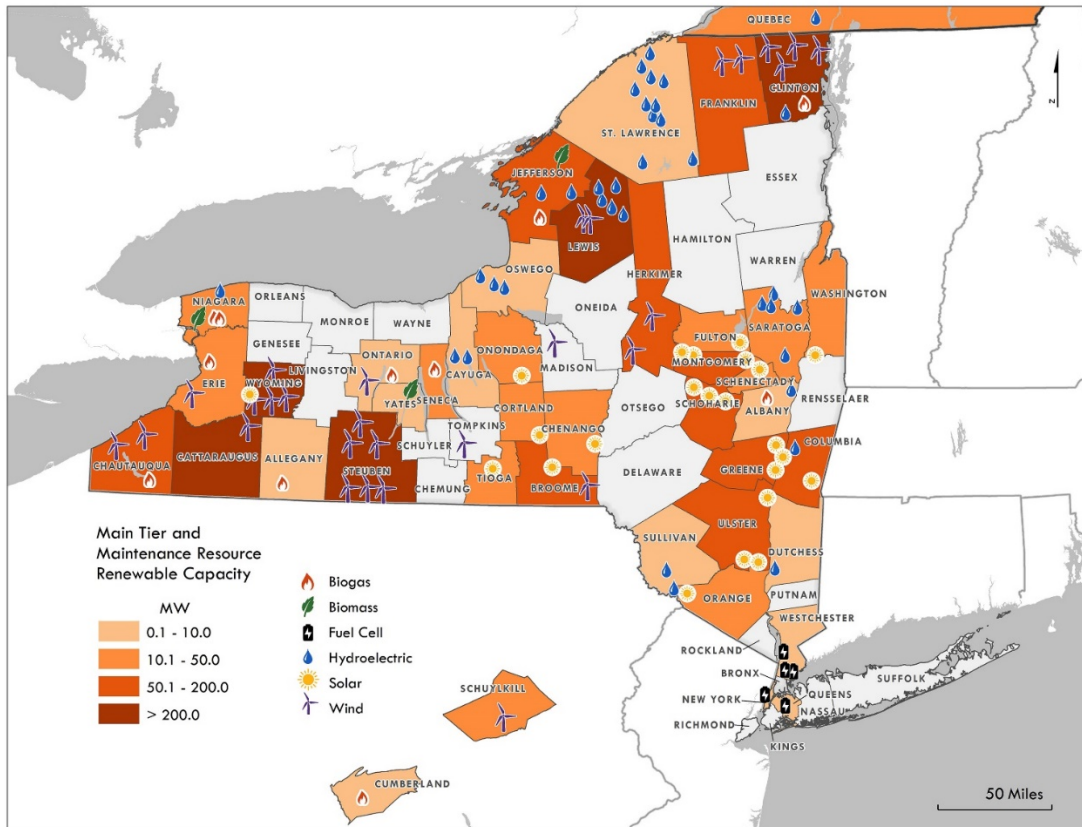 QUEBEC
CLINTON
FRANKLIN
ST. LAWRENCE
ESSEX
JEFFERSON
HAMILTON
LEWIS
WARREN
HERKIMER
OSWEGO
WASHINGTON
NIAGARA
ORLEANS
ONEIDA
MONROE
WAYNE
SARATOGA
FULTON
GENESEE
ONTARIO
ONONDAGA
MONTGOMERY
MADISON
LIVINGSTON
CAYUGA
SCHENECTADY
ERIE
WYOMING
SENECA
YATES
CORTLAND
OTSEGO
SCHOHARIE
ALBANY
RENSSELAER
TOMPKINS
CHENANGO
SCHUYLER
COLUMBIA
CHAUTAUQUA
CATTARAUGUS
ALLEGANY
STEUBEN
CHEMUNG
TIOGA
BROOME
DELAWARE
GREENE
ULSTER
SULLIVAN
DUTCHESS
ORANGE
PUTNAM
WESTCHESTER
ROCKLAND
BRONX
SUFFOLK
NEW YORK
QUEENS
NASSAU
RICHMOND
KINGS
SCHUYLKILL
CUMBERLAND
Main Tier and
Maintenance Resource
Renewable Capacity
MW
0.1 - 10.0
10.1 - 50.0
50.1 - 200.0
> 200.0
Biogas
Biomass
Fuel Cell
Hydroelectric
Solar
Wind
N
50 Miles